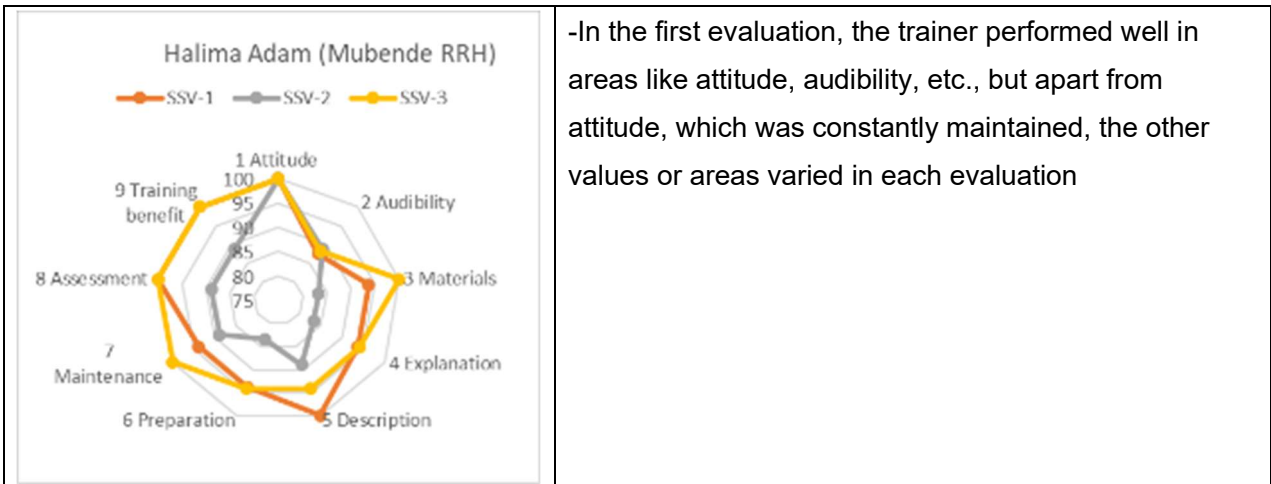 Halima Adam (Mubende RRH)
SSV-1 SSV-2 SSV-3
1 Attitude
100
95
90
85
80
75
2 Audibility
3 Materials
4 Explanation
5 Description
6 Preparation
7
Maintenance
8 Assessment
9 Training
benefit
-In the first evaluation, the trainer performed well in
areas like attitude, audibility, etc., but apart from
attitude, which was constantly maintained, the other
values or areas varied in each evaluation